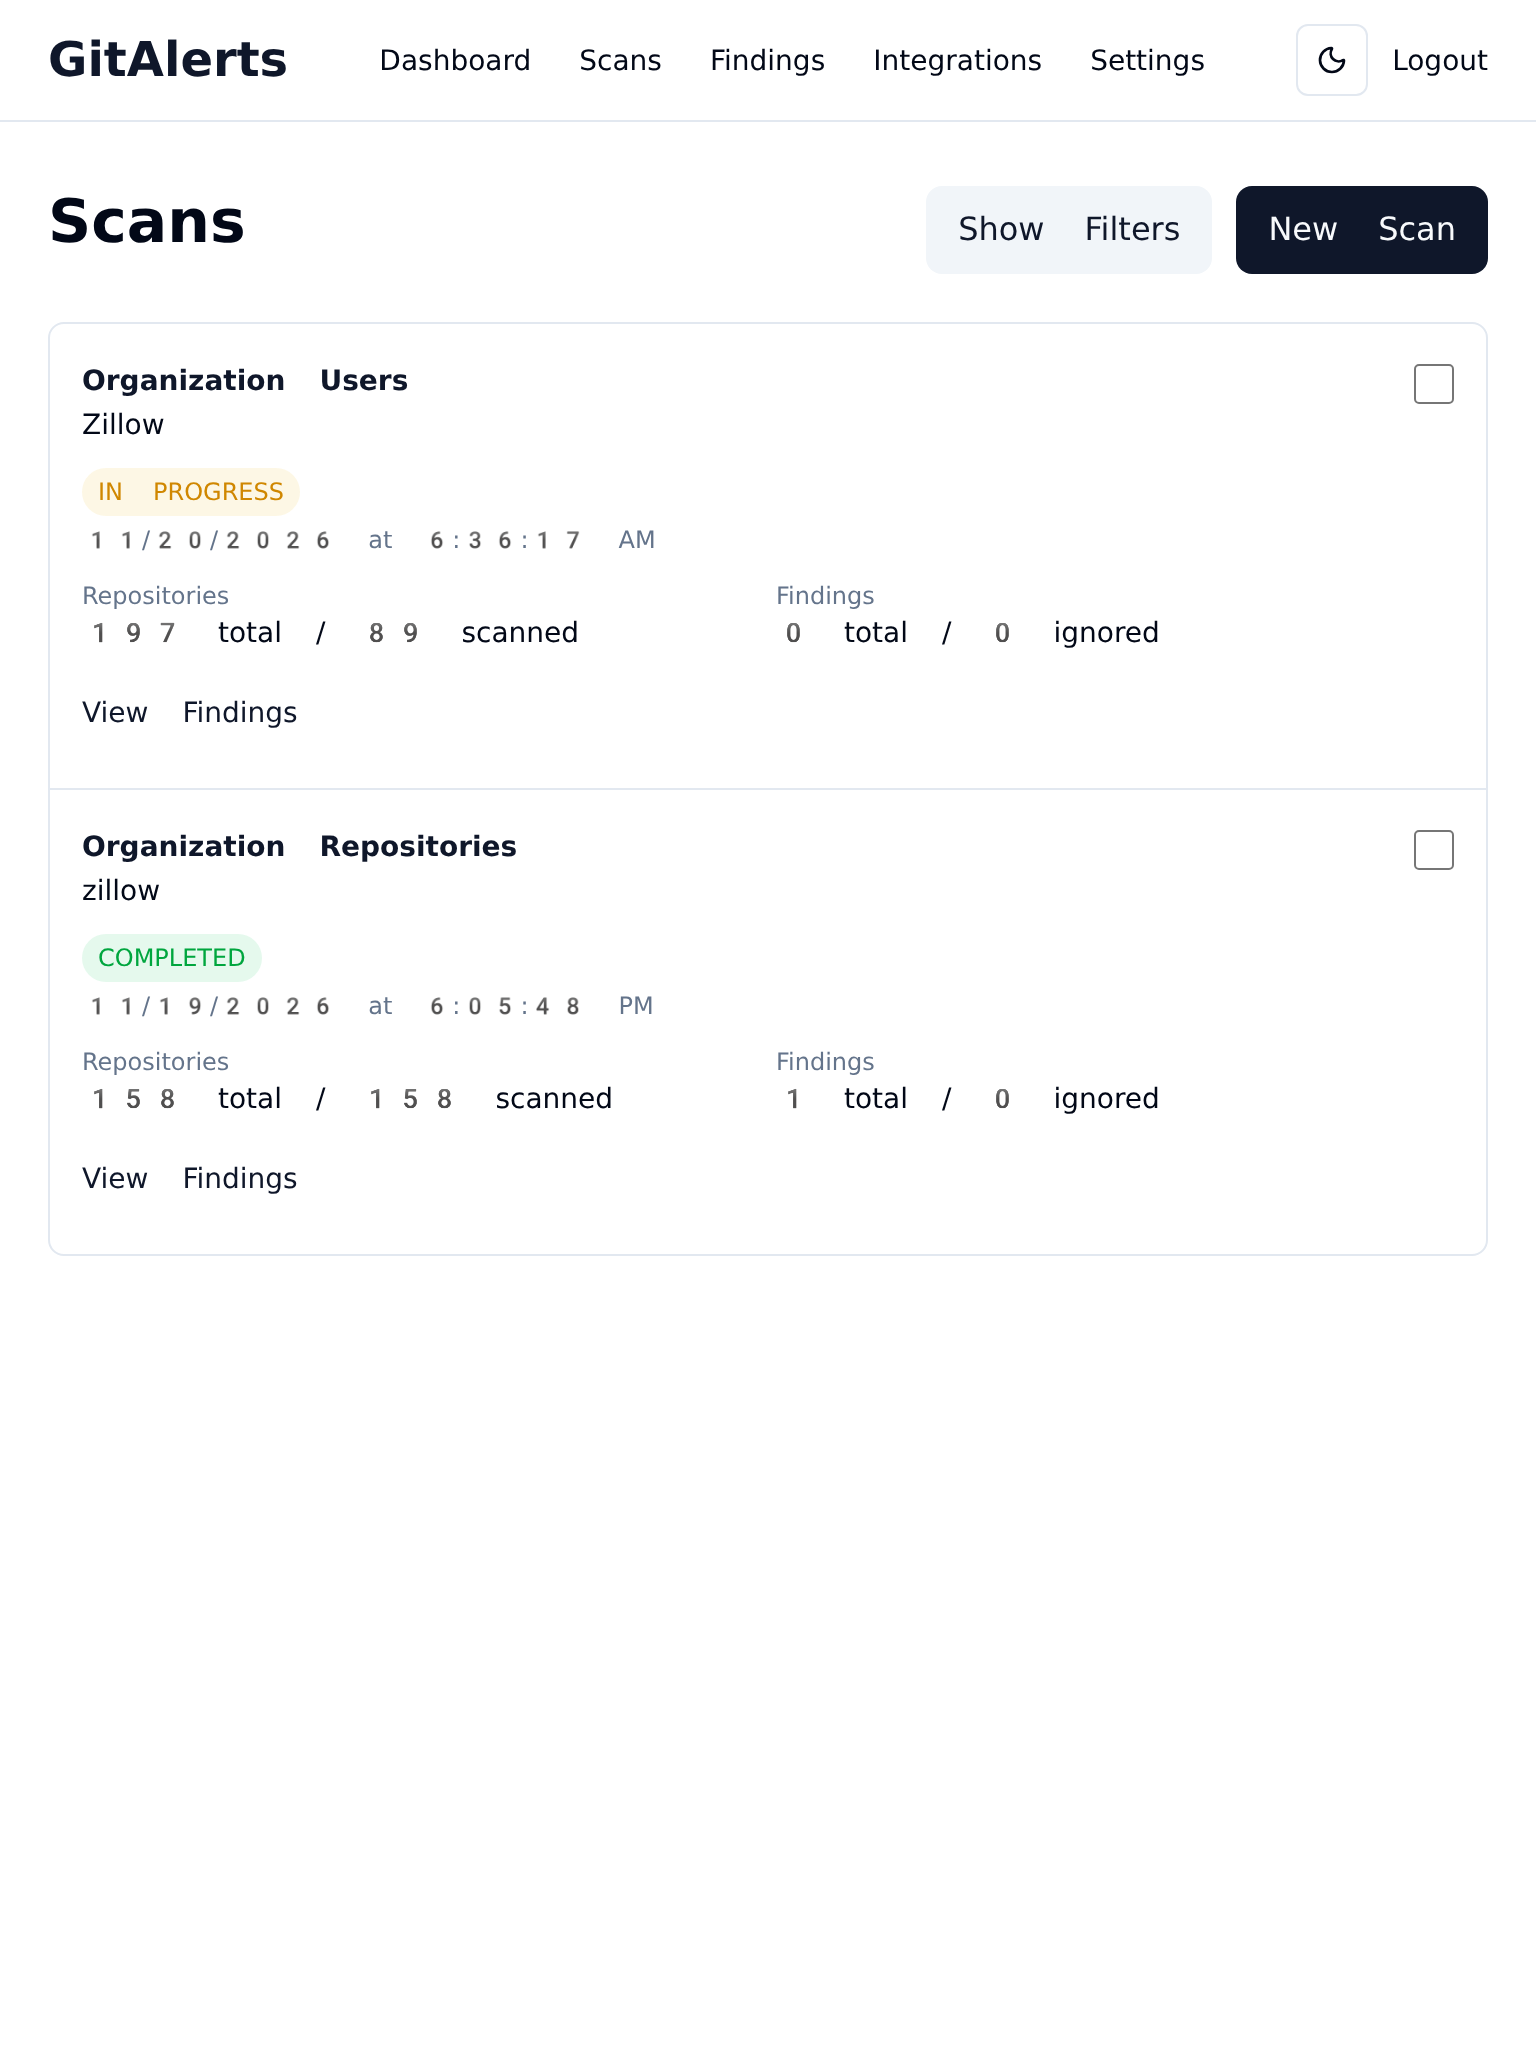 GitAlerts Dashboard Scans Findings Integrations Settings Logout
Scans Show Filters New Scan
Organization Users
Zillow
IN PROGRESS
11/20/2026 at 6:36:17 AM
Repositories Findings
197 total / 89 scanned 0 total / 0 ignored
View Findings
Organization Repositories
zillow
COMPLETED
11/19/2026 at 6:05:48 PM
Repositories Findings
158 total / 158 scanned 1 total / 0 ignored
View Findings